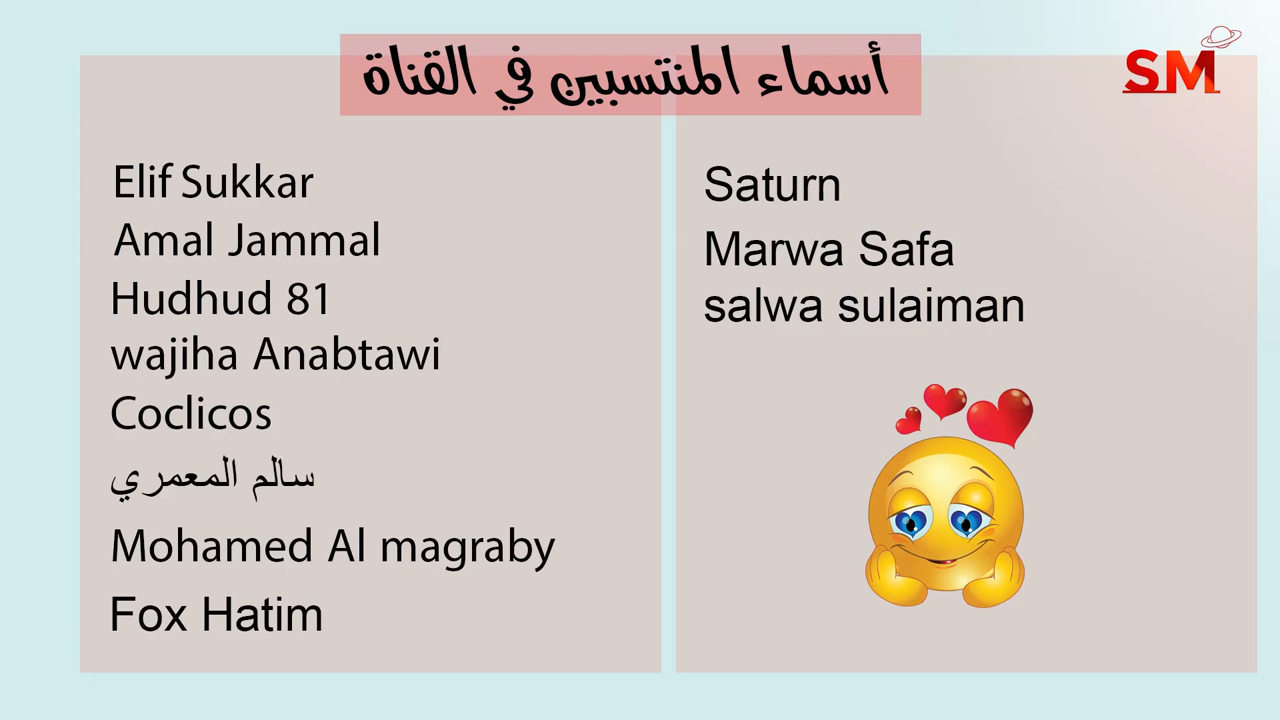 أسماء المنتسبين في القناة
SM
Elif Sukkar
Amal Jammal
Hudhud 81
wajiha Anabtawi
Coclicos
سالم المعمري
Mohamed Al magraby
Fox Hatim
Saturn
Marwa Safa
salwa sulaiman